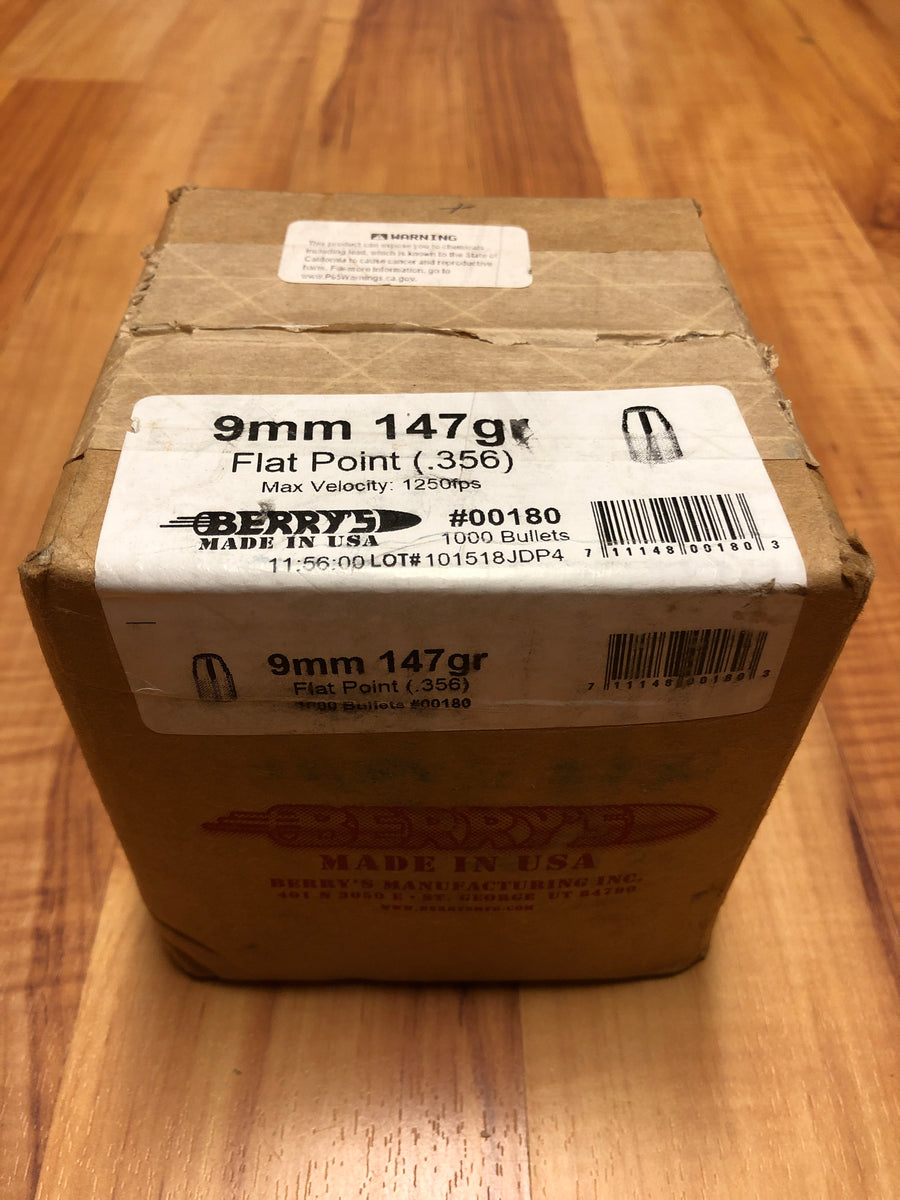 WARNING
This product can expose you to chemicals
including lead, which is known to the State of
California to cause cancer and reproductive
harm. For more information, go to
www.P65Warnings.ca.gov.
9mm 147gr
Flat Point (.356)
Max Velocity: 1250fps
BERRY'S
MADE IN USA
#00180
1000 Bullets
11:56:00 LOT# 101518JDP4
7 11148 00180 3
9mm 147gr
Flat Point (.356)
1000 Bullets #00180
7 11148 00180 3
BERRY'S
MADE IN USA
BERRY'S MANUFACTURING INC.
401 N 3050 E • ST. GEORGE UT 84790
WWW.BERRYSMFG.COM